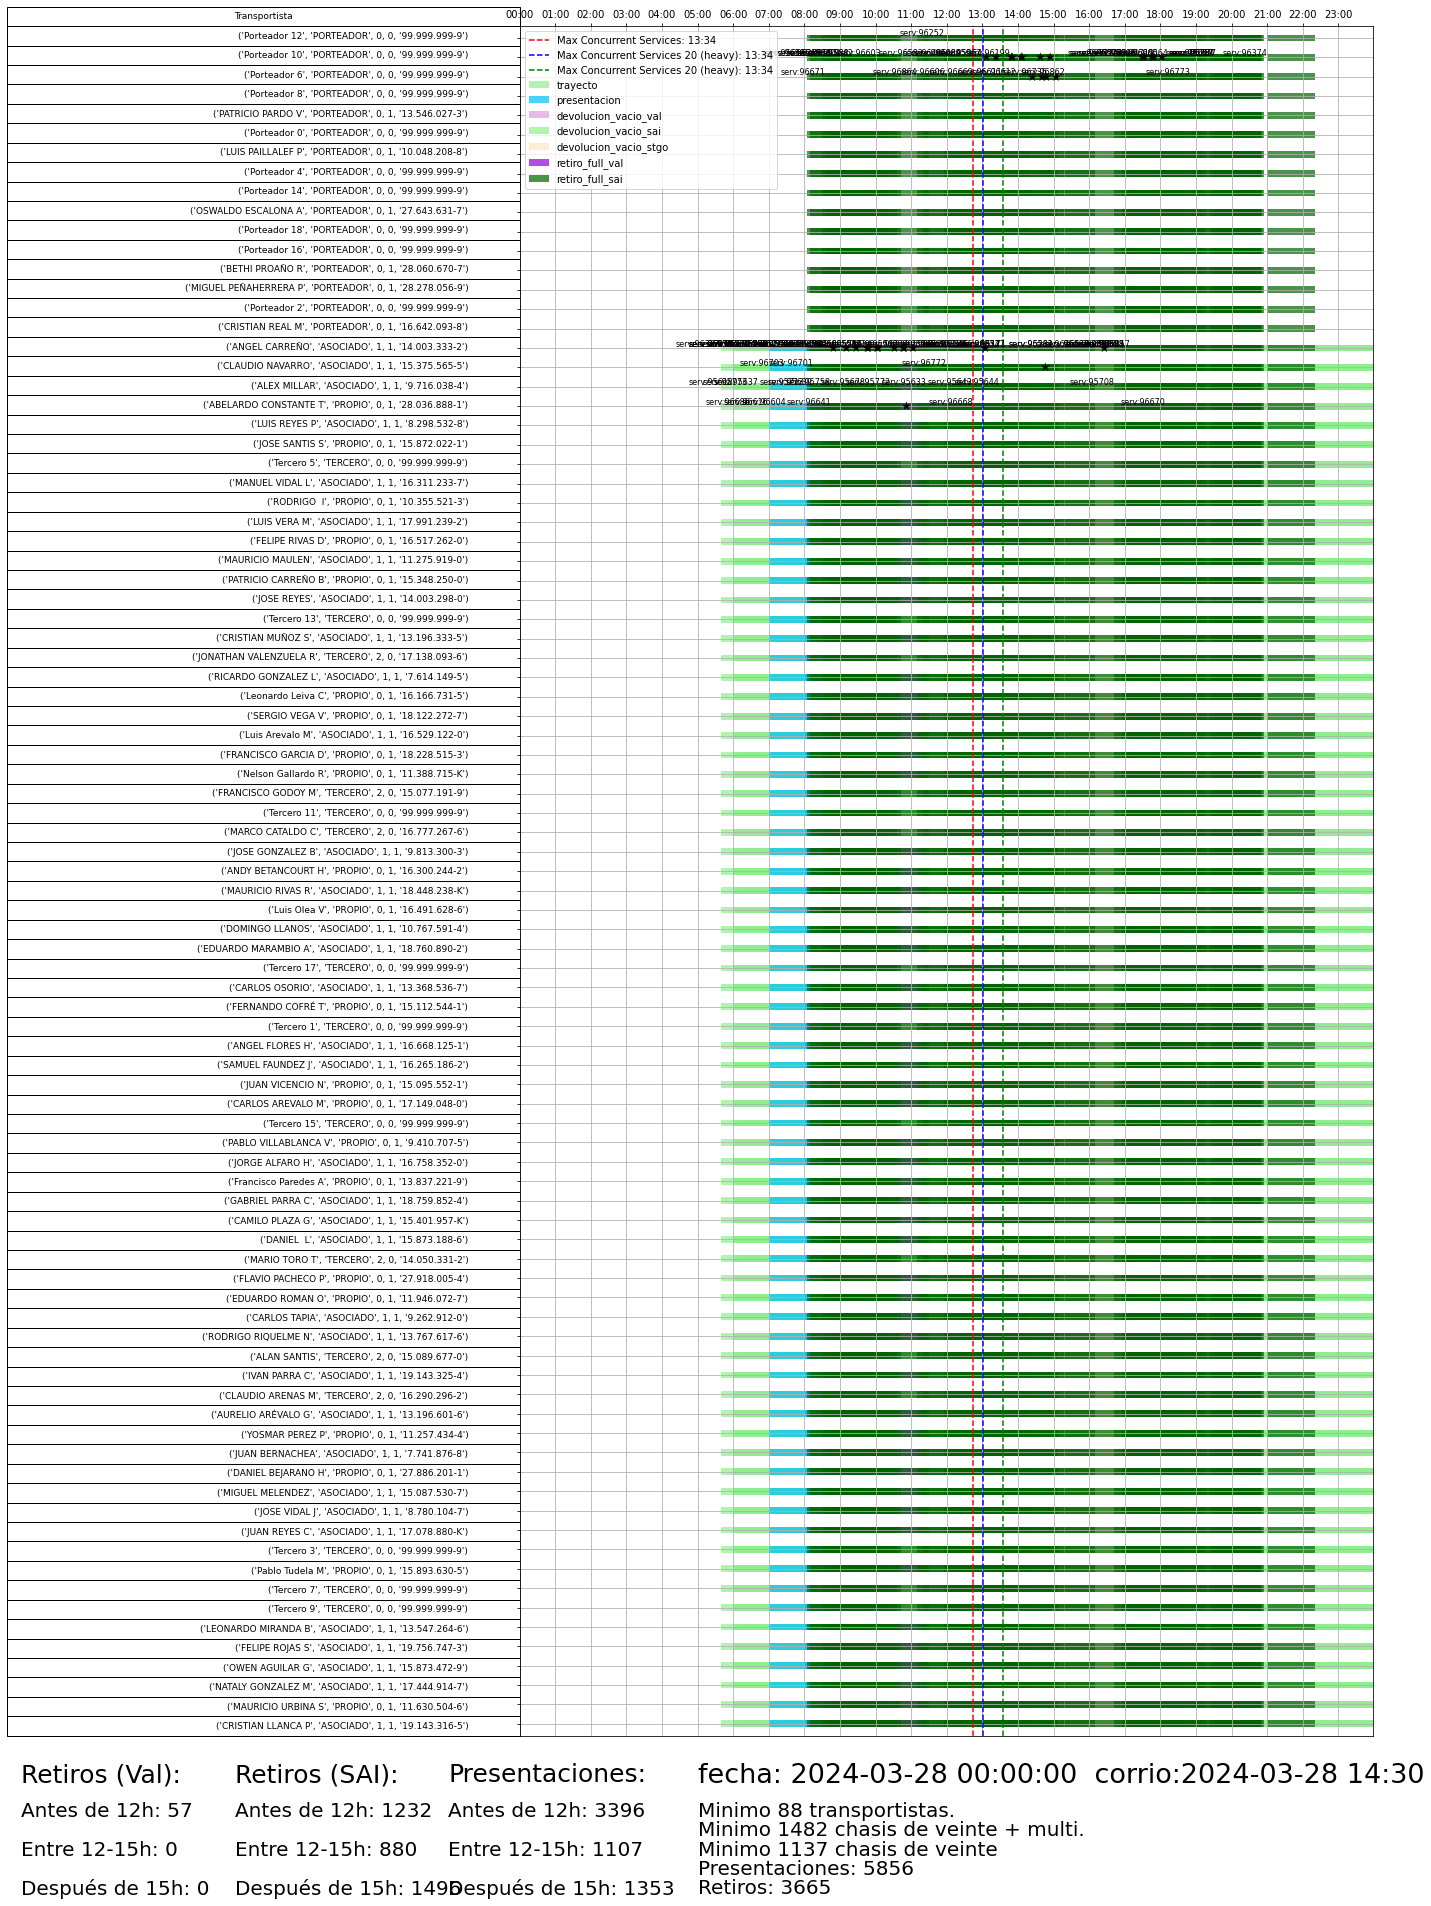 Transportista
00:00 01:00 02:00 03:00 04:00 05:00 06:00 07:00 08:00 09:00 10:00 11:00 12:00 13:00 14:00 15:00 16:00 17:00 18:00 19:00 20:00 21:00 22:00 23:00
Max Concurrent Services: 13:34
Max Concurrent Services 20 (heavy): 13:34
Max Concurrent Services 20 (heavy): 13:34
trayecto
presentacion
devolucion_vacio_val
devolucion_vacio_sai
devolucion_vacio_stgo
retiro_full_val
retiro_full_sai
('Porteador 12', 'PORTEADOR', 0, 0, '99.999.999-9') serv:96252
('Porteador 10', 'PORTEADOR', 0, 0, '99.999.999-9') serv:96374
('Porteador 6', 'PORTEADOR', 0, 0, '99.999.999-9') serv:96671 serv:96773
('Porteador 8', 'PORTEADOR', 0, 0, '99.999.999-9')
('PATRICIO PARDO V', 'PORTEADOR', 0, 1, '13.546.027-3')
('Porteador 0', 'PORTEADOR', 0, 0, '99.999.999-9')
('LUIS PAILLALEF P', 'PORTEADOR', 0, 1, '10.048.208-8')
('Porteador 4', 'PORTEADOR', 0, 0, '99.999.999-9')
('Porteador 14', 'PORTEADOR', 0, 0, '99.999.999-9')
('OSWALDO ESCALONA A', 'PORTEADOR', 0, 1, '27.643.631-7')
('Porteador 18', 'PORTEADOR', 0, 0, '99.999.999-9')
('Porteador 16', 'PORTEADOR', 0, 0, '99.999.999-9')
('BETHI PROAÑO R', 'PORTEADOR', 0, 1, '28.060.670-7')
('MIGUEL PEÑAHERRERA P', 'PORTEADOR', 0, 1, '28.278.056-9')
('Porteador 2', 'PORTEADOR', 0, 0, '99.999.999-9')
('CRISTIAN REAL M', 'PORTEADOR', 0, 1, '16.642.093-8')
('ANGEL CARREÑO', 'ASOCIADO', 1, 1, '14.003.333-2')
('CLAUDIO NAVARRO', 'ASOCIADO', 1, 1, '15.375.565-5') serv:96701 serv:96772
('ALEX MILLAR', 'ASOCIADO', 1, 1, '9.716.038-4') serv:95633 serv:95644 serv:95708
('ABELARDO CONSTANTE T', 'PROPIO', 0, 1, '28.036.888-1') serv:96604 serv:96641 serv:96668 serv:96670
('LUIS REYES P', 'ASOCIADO', 1, 1, '8.298.532-8')
('JOSE SANTIS S', 'PROPIO', 0, 1, '15.872.022-1')
('Tercero 5', 'TERCERO', 0, 0, '99.999.999-9')
('MANUEL VIDAL L', 'ASOCIADO', 1, 1, '16.311.233-7')
('RODRIGO  I', 'PROPIO', 0, 1, '10.355.521-3')
('LUIS VERA M', 'ASOCIADO', 1, 1, '17.991.239-2')
('FELIPE RIVAS D', 'PROPIO', 0, 1, '16.517.262-0')
('MAURICIO MAULEN', 'ASOCIADO', 1, 1, '11.275.919-0')
('PATRICIO CARREÑO B', 'PROPIO', 0, 1, '15.348.250-0')
('JOSE REYES', 'ASOCIADO', 1, 1, '14.003.298-0')
('Tercero 13', 'TERCERO', 0, 0, '99.999.999-9')
('CRISTIAN MUÑOZ S', 'ASOCIADO', 1, 1, '13.196.333-5')
('JONATHAN VALENZUELA R', 'TERCERO', 2, 0, '17.138.093-6')
('RICARDO GONZALEZ L', 'ASOCIADO', 1, 1, '7.614.149-5')
('Leonardo Leiva C', 'PROPIO', 0, 1, '16.166.731-5')
('SERGIO VEGA V', 'PROPIO', 0, 1, '18.122.272-7')
('Luis Arevalo M', 'ASOCIADO', 1, 1, '16.529.122-0')
('FRANCISCO GARCIA D', 'PROPIO', 0, 1, '18.228.515-3')
('Nelson Gallardo R', 'PROPIO', 0, 1, '11.388.715-K')
('FRANCISCO GODOY M', 'TERCERO', 2, 0, '15.077.191-9')
('Tercero 11', 'TERCERO', 0, 0, '99.999.999-9')
('MARCO CATALDO C', 'TERCERO', 2, 0, '16.777.267-6')
('JOSE GONZALEZ B', 'ASOCIADO', 1, 1, '9.813.300-3')
('ANDY BETANCOURT H', 'PROPIO', 0, 1, '16.300.244-2')
('MAURICIO RIVAS R', 'ASOCIADO', 1, 1, '18.448.238-K')
('Luis Olea V', 'PROPIO', 0, 1, '16.491.628-6')
('DOMINGO LLANOS', 'ASOCIADO', 1, 1, '10.767.591-4')
('EDUARDO MARAMBIO A', 'ASOCIADO', 1, 1, '18.760.890-2')
('Tercero 17', 'TERCERO', 0, 0, '99.999.999-9')
('CARLOS OSORIO', 'ASOCIADO', 1, 1, '13.368.536-7')
('FERNANDO COFRÉ T', 'PROPIO', 0, 1, '15.112.544-1')
('Tercero 1', 'TERCERO', 0, 0, '99.999.999-9')
('ANGEL FLORES H', 'ASOCIADO', 1, 1, '16.668.125-1')
('SAMUEL FAUNDEZ J', 'ASOCIADO', 1, 1, '16.265.186-2')
('JUAN VICENCIO N', 'PROPIO', 0, 1, '15.095.552-1')
('CARLOS AREVALO M', 'PROPIO', 0, 1, '17.149.048-0')
('Tercero 15', 'TERCERO', 0, 0, '99.999.999-9')
('PABLO VILLABLANCA V', 'PROPIO', 0, 1, '9.410.707-5')
('JORGE ALFARO H', 'ASOCIADO', 1, 1, '16.758.352-0')
('Francisco Paredes A', 'PROPIO', 0, 1, '13.837.221-9')
('GABRIEL PARRA C', 'ASOCIADO', 1, 1, '18.759.852-4')
('CAMILO PLAZA G', 'ASOCIADO', 1, 1, '15.401.957-K')
('DANIEL  L', 'ASOCIADO', 1, 1, '15.873.188-6')
('MARIO TORO T', 'TERCERO', 2, 0, '14.050.331-2')
('FLAVIO PACHECO P', 'PROPIO', 0, 1, '27.918.005-4')
('EDUARDO ROMAN O', 'PROPIO', 0, 1, '11.946.072-7')
('CARLOS TAPIA', 'ASOCIADO', 1, 1, '9.262.912-0')
('RODRIGO RIQUELME N', 'ASOCIADO', 1, 1, '13.767.617-6')
('ALAN SANTIS', 'TERCERO', 2, 0, '15.089.677-0')
('IVAN PARRA C', 'ASOCIADO', 1, 1, '19.143.325-4')
('CLAUDIO ARENAS M', 'TERCERO', 2, 0, '16.290.296-2')
('AURELIO ARÉVALO G', 'ASOCIADO', 1, 1, '13.196.601-6')
('YOSMAR PEREZ P', 'PROPIO', 0, 1, '11.257.434-4')
('JUAN BERNACHEA', 'ASOCIADO', 1, 1, '7.741.876-8')
('DANIEL BEJARANO H', 'PROPIO', 0, 1, '27.886.201-1')
('MIGUEL MELENDEZ', 'ASOCIADO', 1, 1, '15.087.530-7')
('JOSE VIDAL J', 'ASOCIADO', 1, 1, '8.780.104-7')
('JUAN REYES C', 'ASOCIADO', 1, 1, '17.078.880-K')
('Tercero 3', 'TERCERO', 0, 0, '99.999.999-9')
('Pablo Tudela M', 'PROPIO', 0, 1, '15.893.630-5')
('Tercero 7', 'TERCERO', 0, 0, '99.999.999-9')
('Tercero 9', 'TERCERO', 0, 0, '99.999.999-9')
('LEONARDO MIRANDA B', 'ASOCIADO', 1, 1, '13.547.264-6')
('FELIPE ROJAS S', 'ASOCIADO', 1, 1, '19.756.747-3')
('OWEN AGUILAR G', 'ASOCIADO', 1, 1, '15.873.472-9')
('NATALY GONZALEZ M', 'ASOCIADO', 1, 1, '17.444.914-7')
('MAURICIO URBINA S', 'PROPIO', 0, 1, '11.630.504-6')
('CRISTIAN LLANCA P', 'ASOCIADO', 1, 1, '19.143.316-5')
Retiros (Val):
Antes de 12h: 57
Entre 12-15h: 0
Después de 15h: 0
Retiros (SAI):
Antes de 12h: 1232
Entre 12-15h: 880
Después de 15h: 1496
Presentaciones:
Antes de 12h: 3396
Entre 12-15h: 1107
Después de 15h: 1353
fecha: 2024-03-28 00:00:00  corrio:2024-03-28 14:30
Minimo 88 transportistas.
Minimo 1482 chasis de veinte + multi.
Minimo 1137 chasis de veinte
Presentaciones: 5856
Retiros: 3665